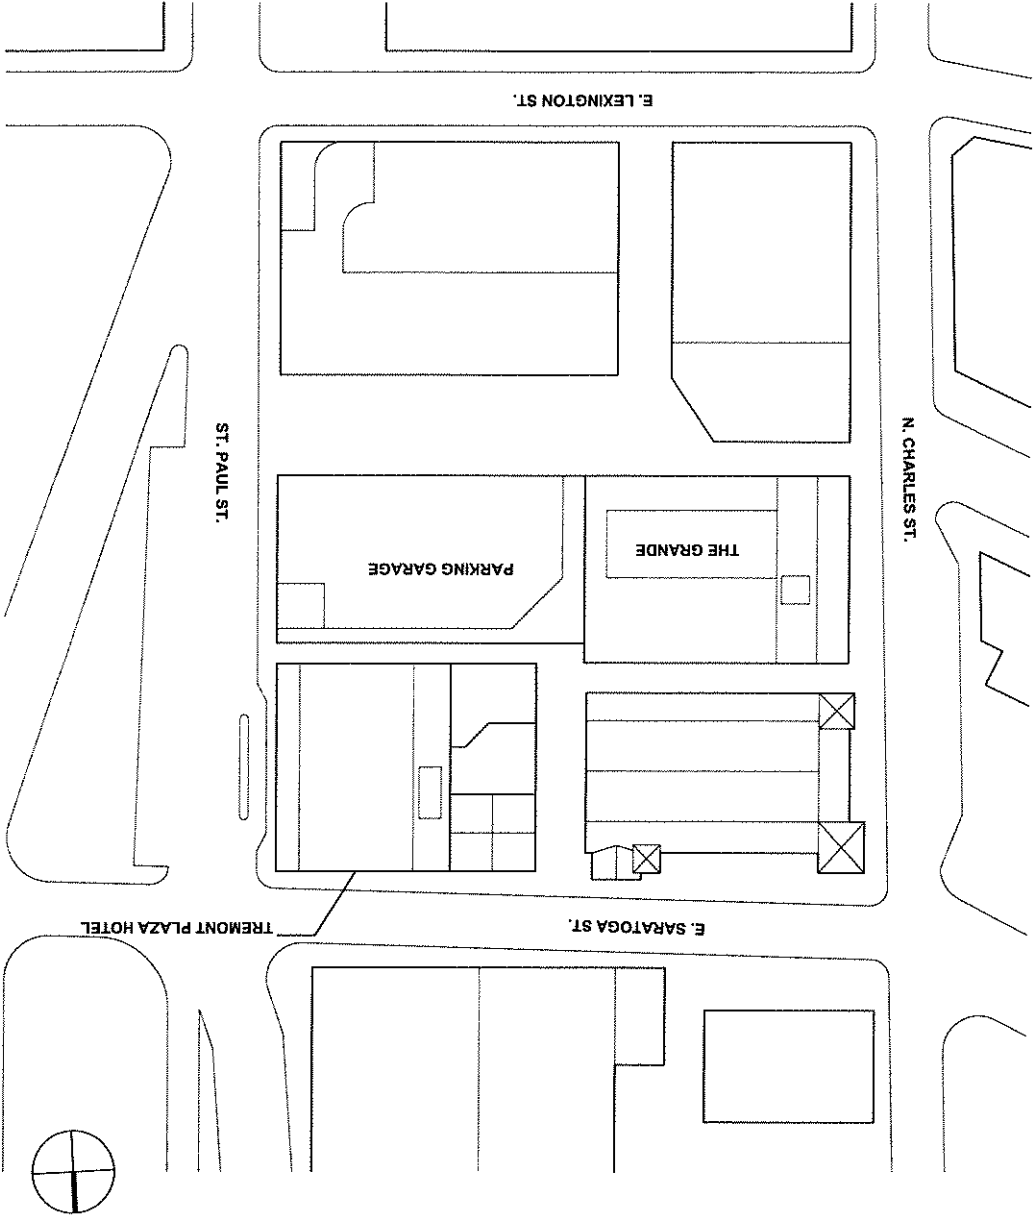 E. LEXINGTON ST.
ST. PAUL ST.
N. CHARLES ST.
THE GRANDE
PARKING GARAGE
TREMONT PLAZA HOTEL
E. SARATOGA ST.